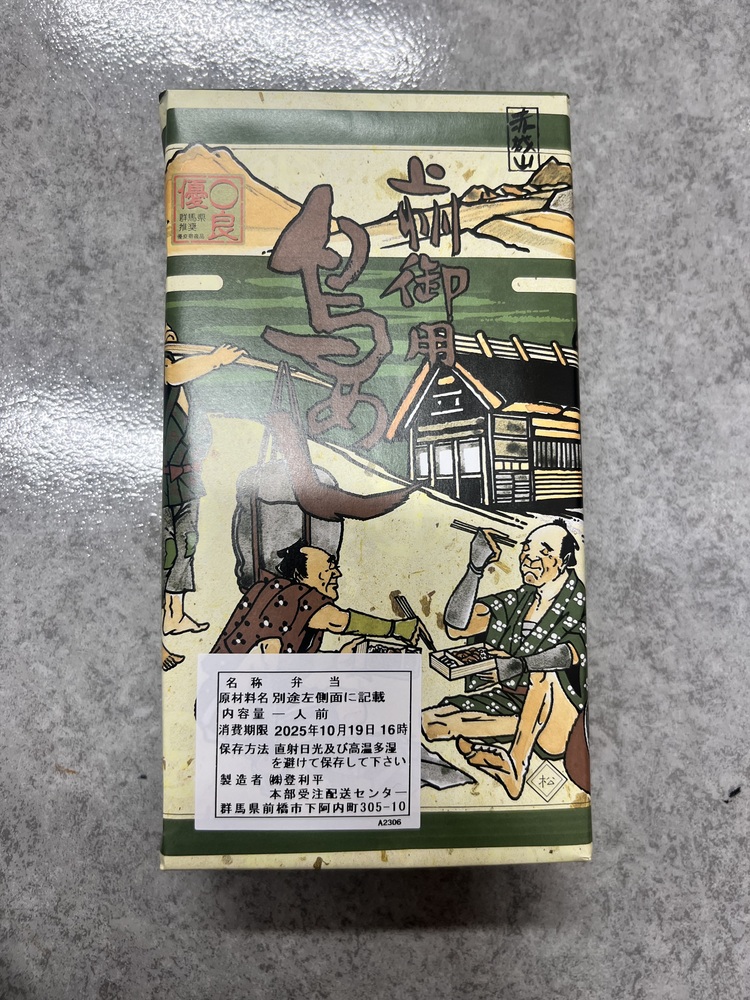 赤城山
上州御用
鳥めし
優良
群馬県
推奨
優良県産品
松
名称 弁当
原材料名 別途左側面に記載
内容量 一人前
消費期限 2025年10月19日 16時
保存方法 直射日光及び高温多湿
を避けて保存して下さい
製造者 ㈱登利平
本部受注配送センター
群馬県前橋市下阿内町305-10
A2306